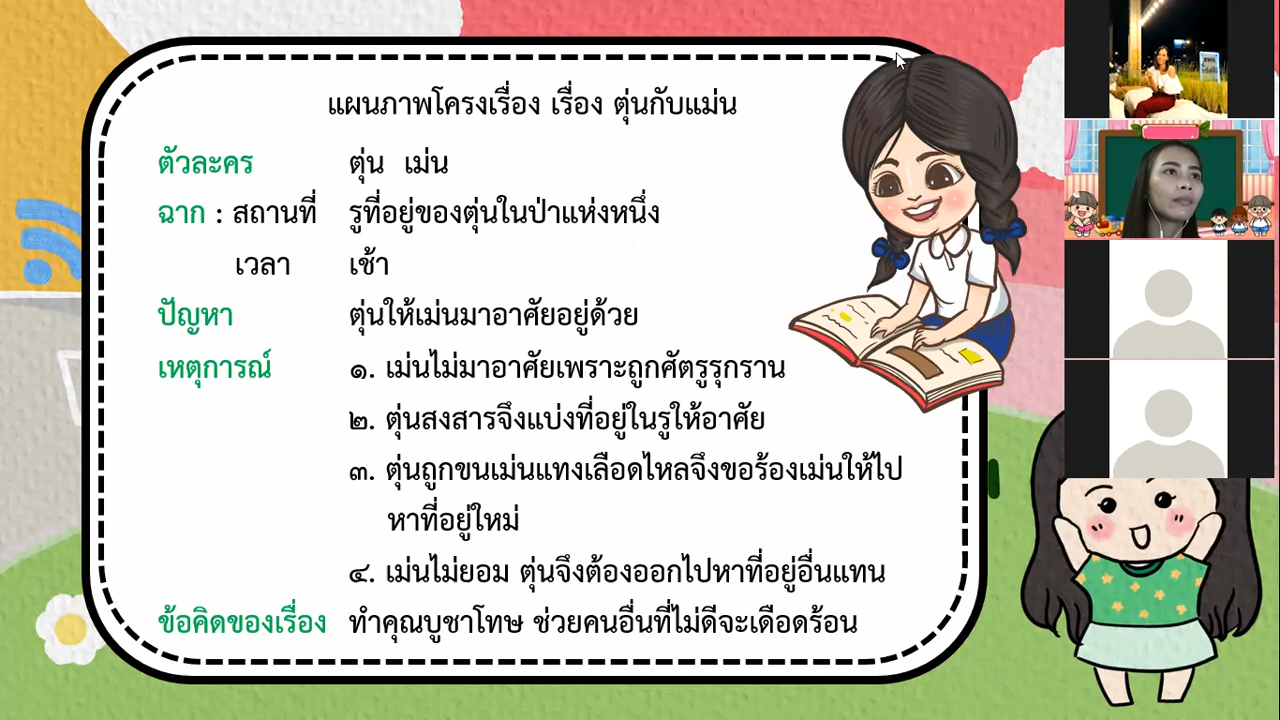 แผนภาพโครงเรื่อง เรื่อง ตุ่นกับแม่น
ตัวละคร ตุ่น เม่น
ฉาก : สถานที่ รูที่อยู่ของตุ่นในป่าแห่งหนึ่ง
เวลา เช้า
ปัญหา ตุ่นให้เม่นมาอาศัยอยู่ด้วย
เหตุการณ์ ๑. เม่นไม่มาอาศัยเพราะถูกศัตรูรุกราน
๒. ตุ่นสงสารจึงแบ่งที่อยู่ในรูให้อาศัย
๓. ตุ่นถูกขนเม่นแทงเลือดไหลจึงขอร้องเม่นให้ไป
หาที่อยู่ใหม่
๔. เม่นไม่ยอม ตุ่นจึงต้องออกไปหาที่อยู่อื่นแทน
ข้อคิดของเรื่อง ทำคุณบูชาโทษ ช่วยคนอื่นที่ไม่ดีจะเดือดร้อน